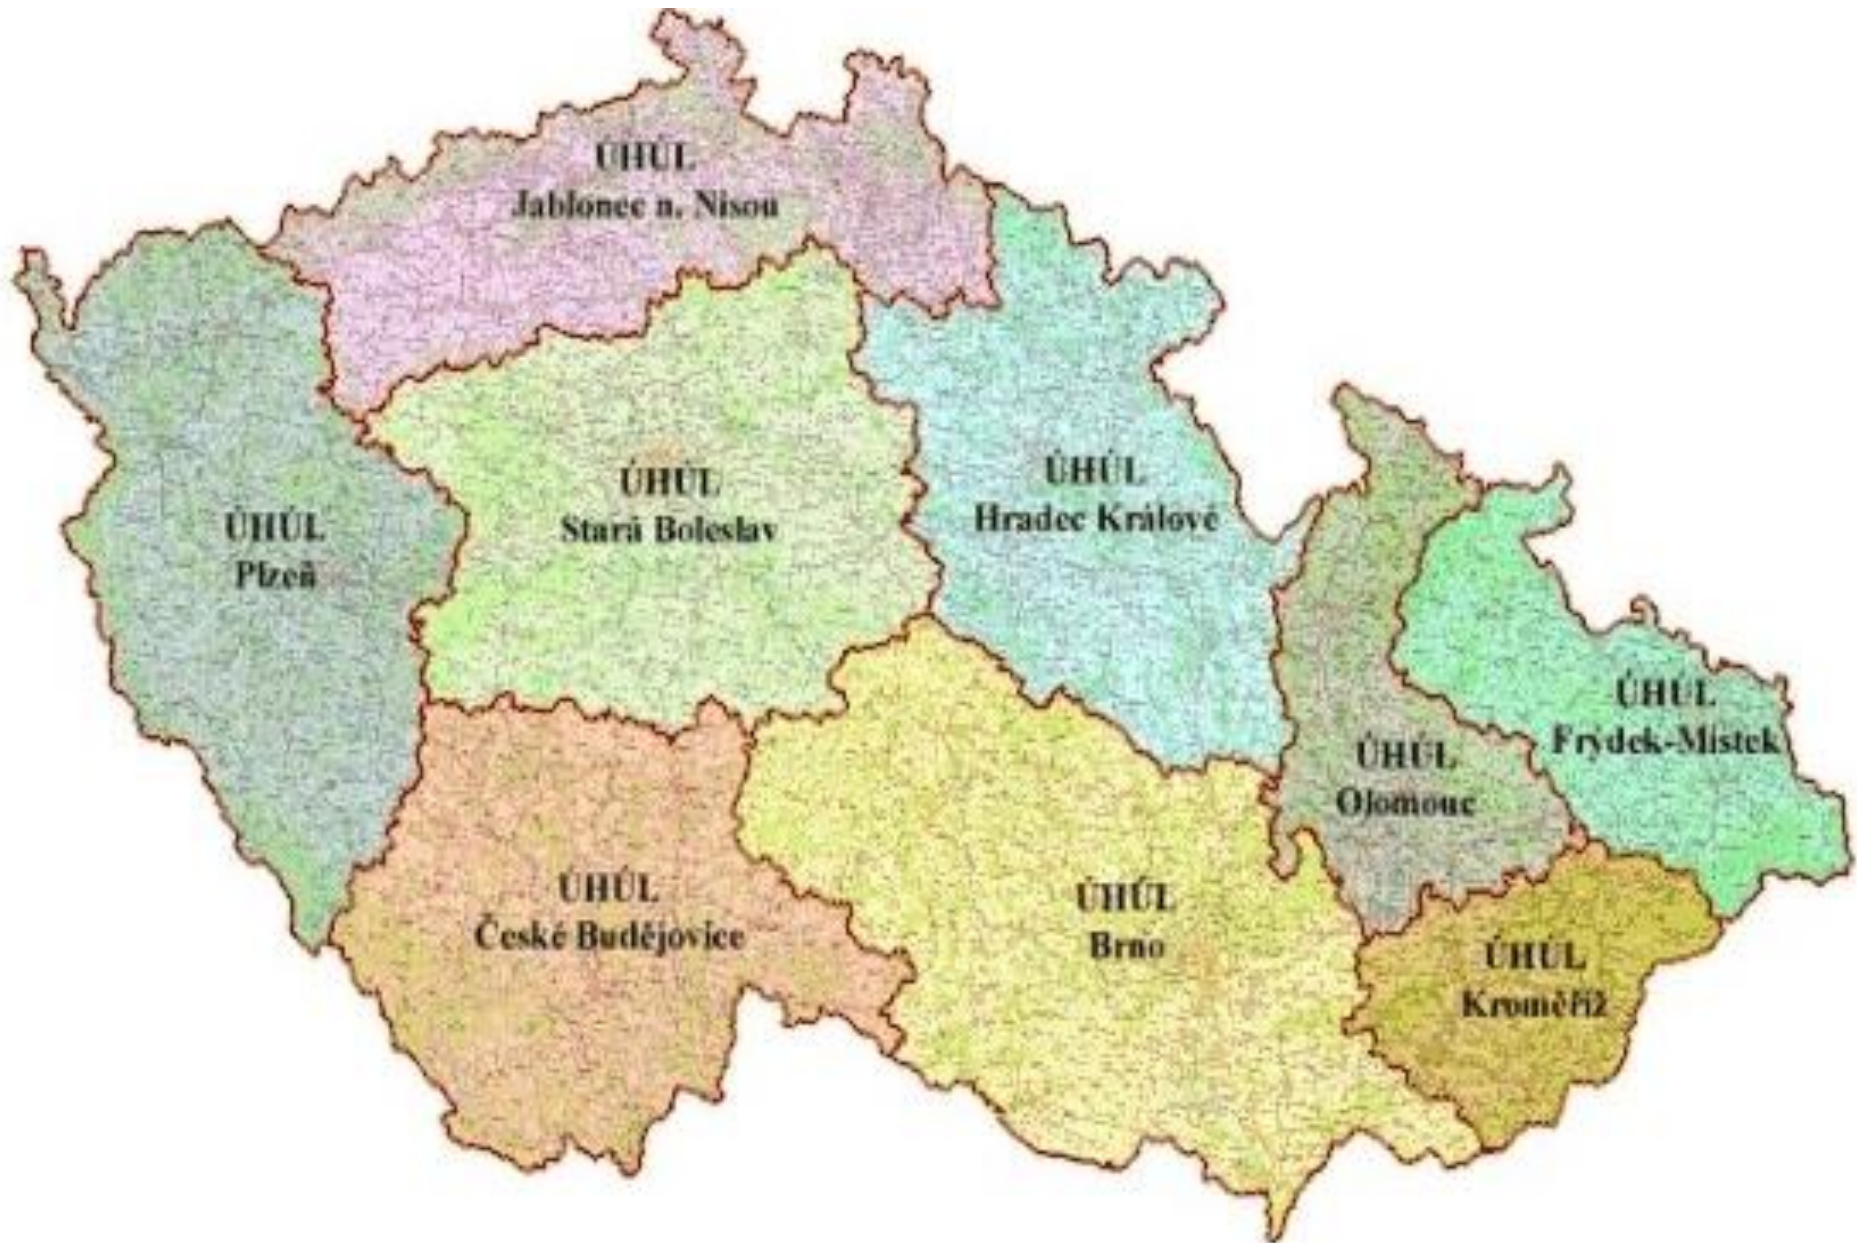 ÚHÚL
Jablonec n. Nisou
ÚHÚL
Plzeň
ÚHÚL
Stará Boleslav
ÚHÚL
Hradec Králové
ÚHÚL
Olomouc
ÚHÚL
Frýdek-Místek
ÚHÚL
České Budějovice
ÚHÚL
Brno
ÚHÚL
Kroměříž